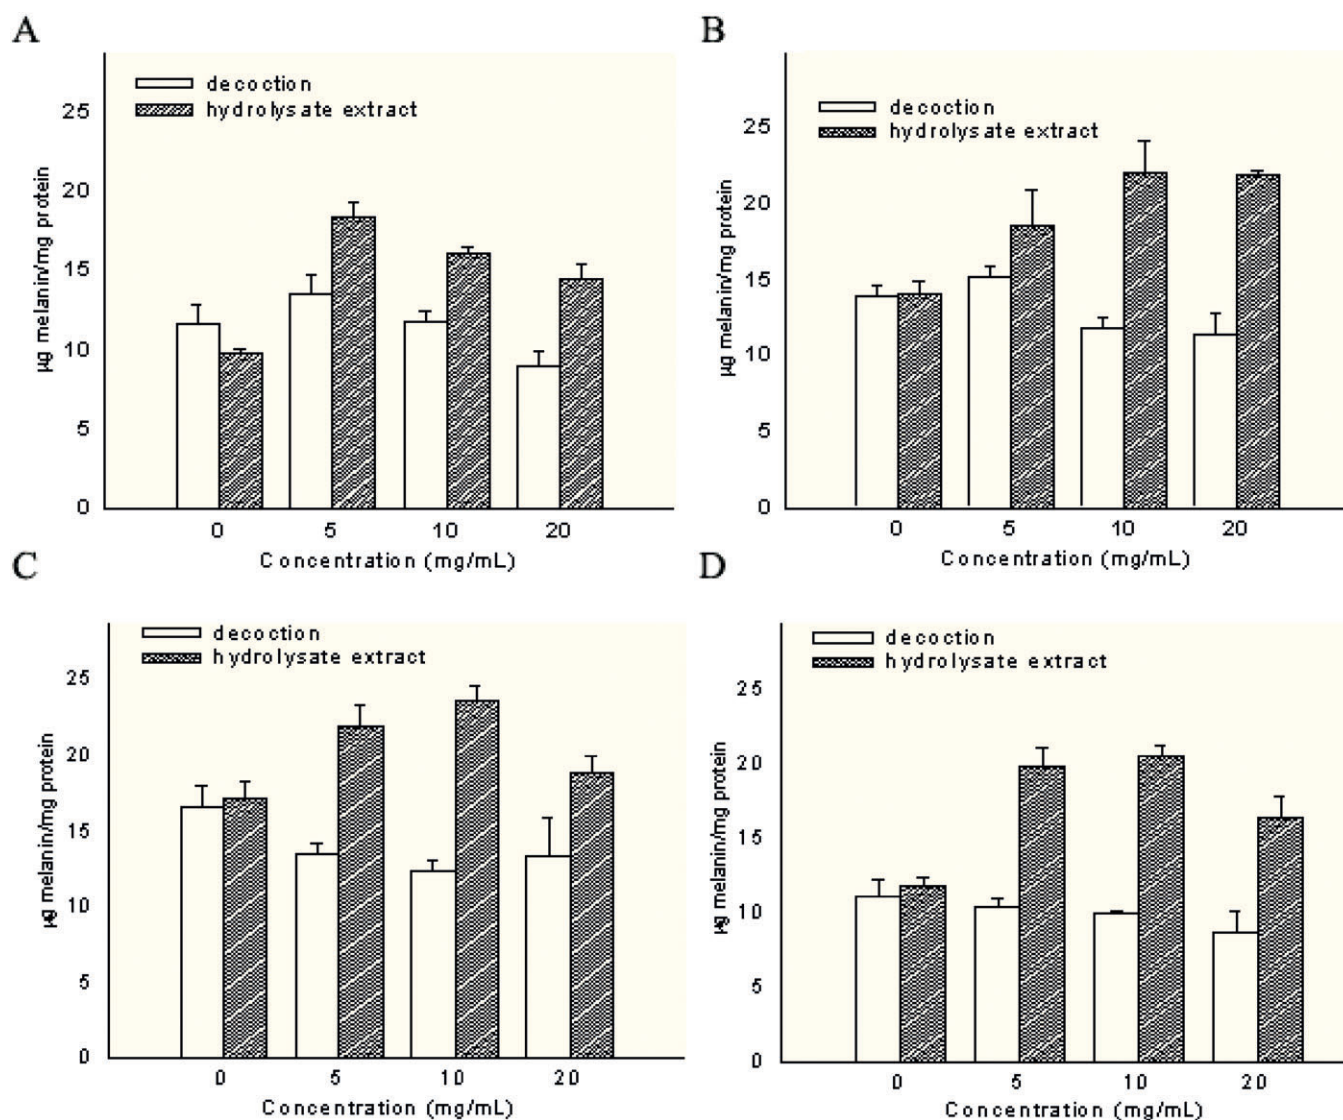 A
decoction
hydrolysate extract
25
20
15
10
5
0
µg melanin/mg protein
0 5 10 20
Concentration (mg/mL)
B
decoction
hydrolysate extract
25
20
15
10
5
0
µg melanin/mg protein
0 5 10 20
Concentration (mg/mL)
C
decoction
hydrolysate extract
25
20
15
10
5
0
µg melanin/mg protein
0 5 10 20
Concentration (mg/mL)
D
decoction
hydrolysate extract
25
20
15
10
5
0
µg melanin/mg protein
0 5 10 20
Concentration (mg/mL)